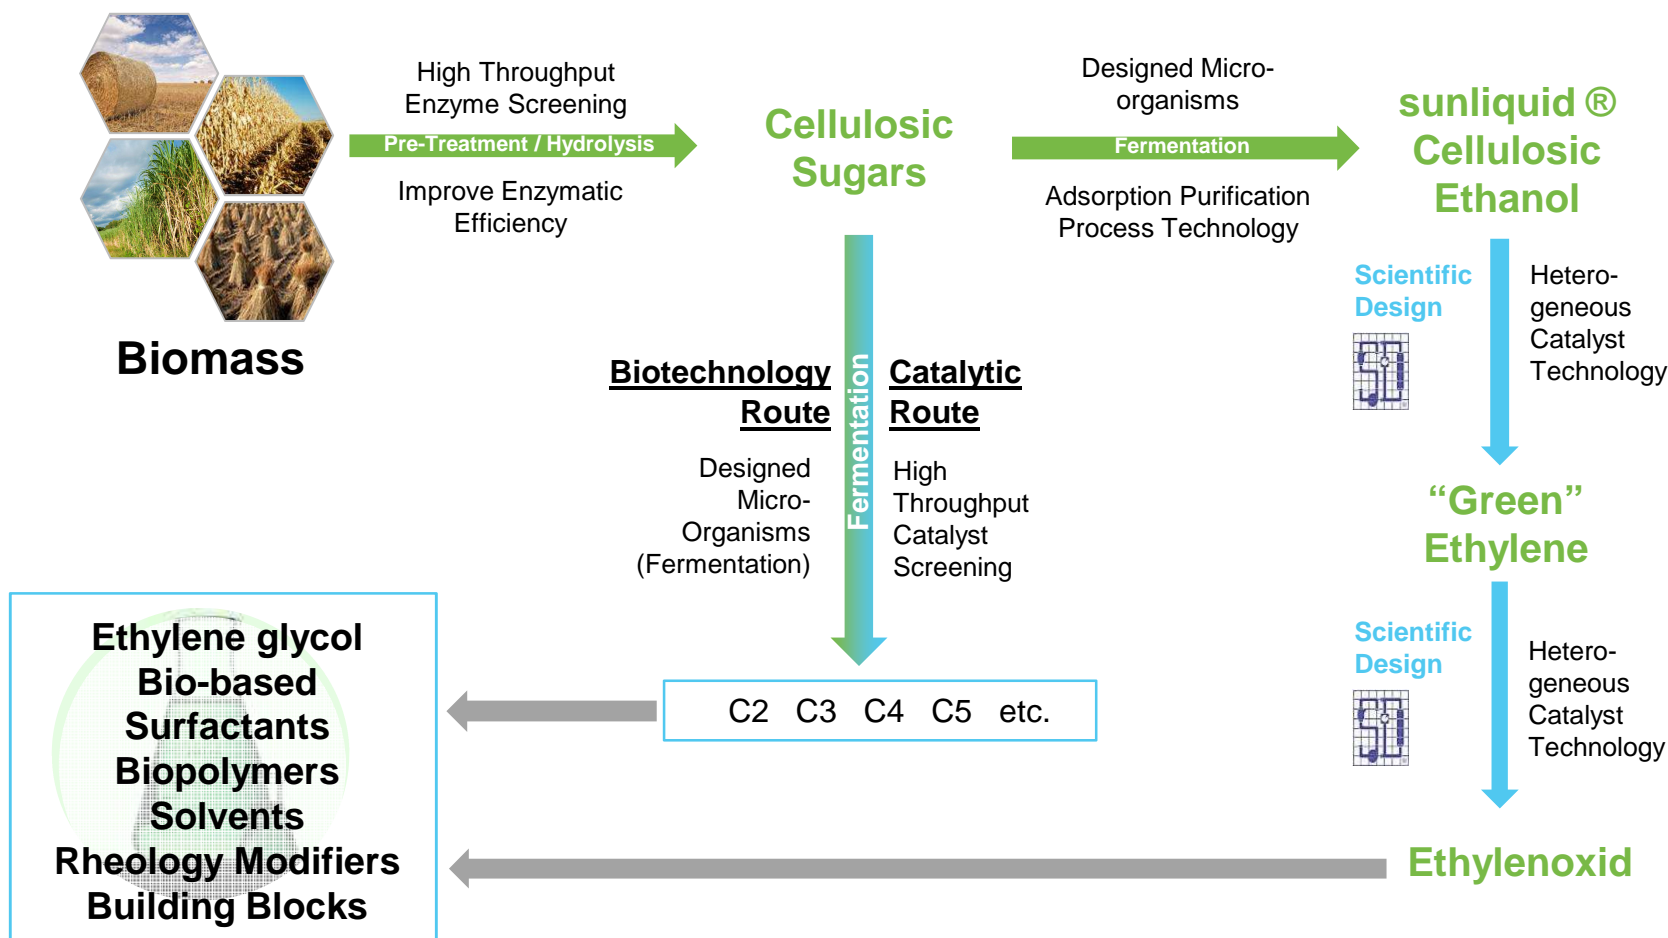 High Throughput
Enzyme Screening
Pre-Treatment / Hydrolysis
Improve Enzymatic
Efficiency
Biomass
Cellulosic
Sugars
Designed Micro-
organisms
Fermentation
Adsorption Purification
Process Technology
sunliquid ®
Cellulosic
Ethanol
Scientific
Design
Hetero-
geneous
Catalyst
Technology
Biotechnology
Route
Designed
Micro-
Organisms
(Fermentation)
Fermentation
Catalytic
Route
High
Throughput
Catalyst
Screening
“Green”
Ethylene
Scientific
Design
Hetero-
geneous
Catalyst
Technology
C2 C3 C4 C5 etc.
Ethylene glycol
Bio-based
Surfactants
Biopolymers
Solvents
Rheology Modifiers
Building Blocks
Ethylenoxid